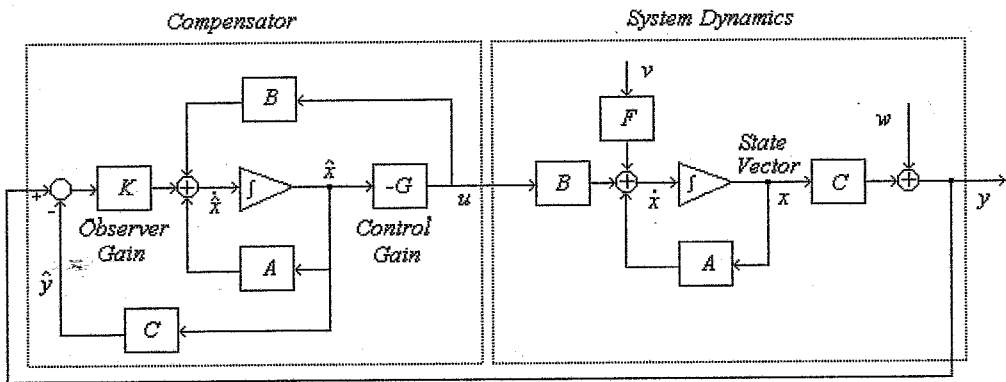 Compensator
System Dynamics
B
v
F
w
State
Vector
x̂
K
∫
-G
B
∫
C
+
-
x̂̇
u
ẋ
x
y
Observer
Gain
Control
Gain
A
A
ŷ
C